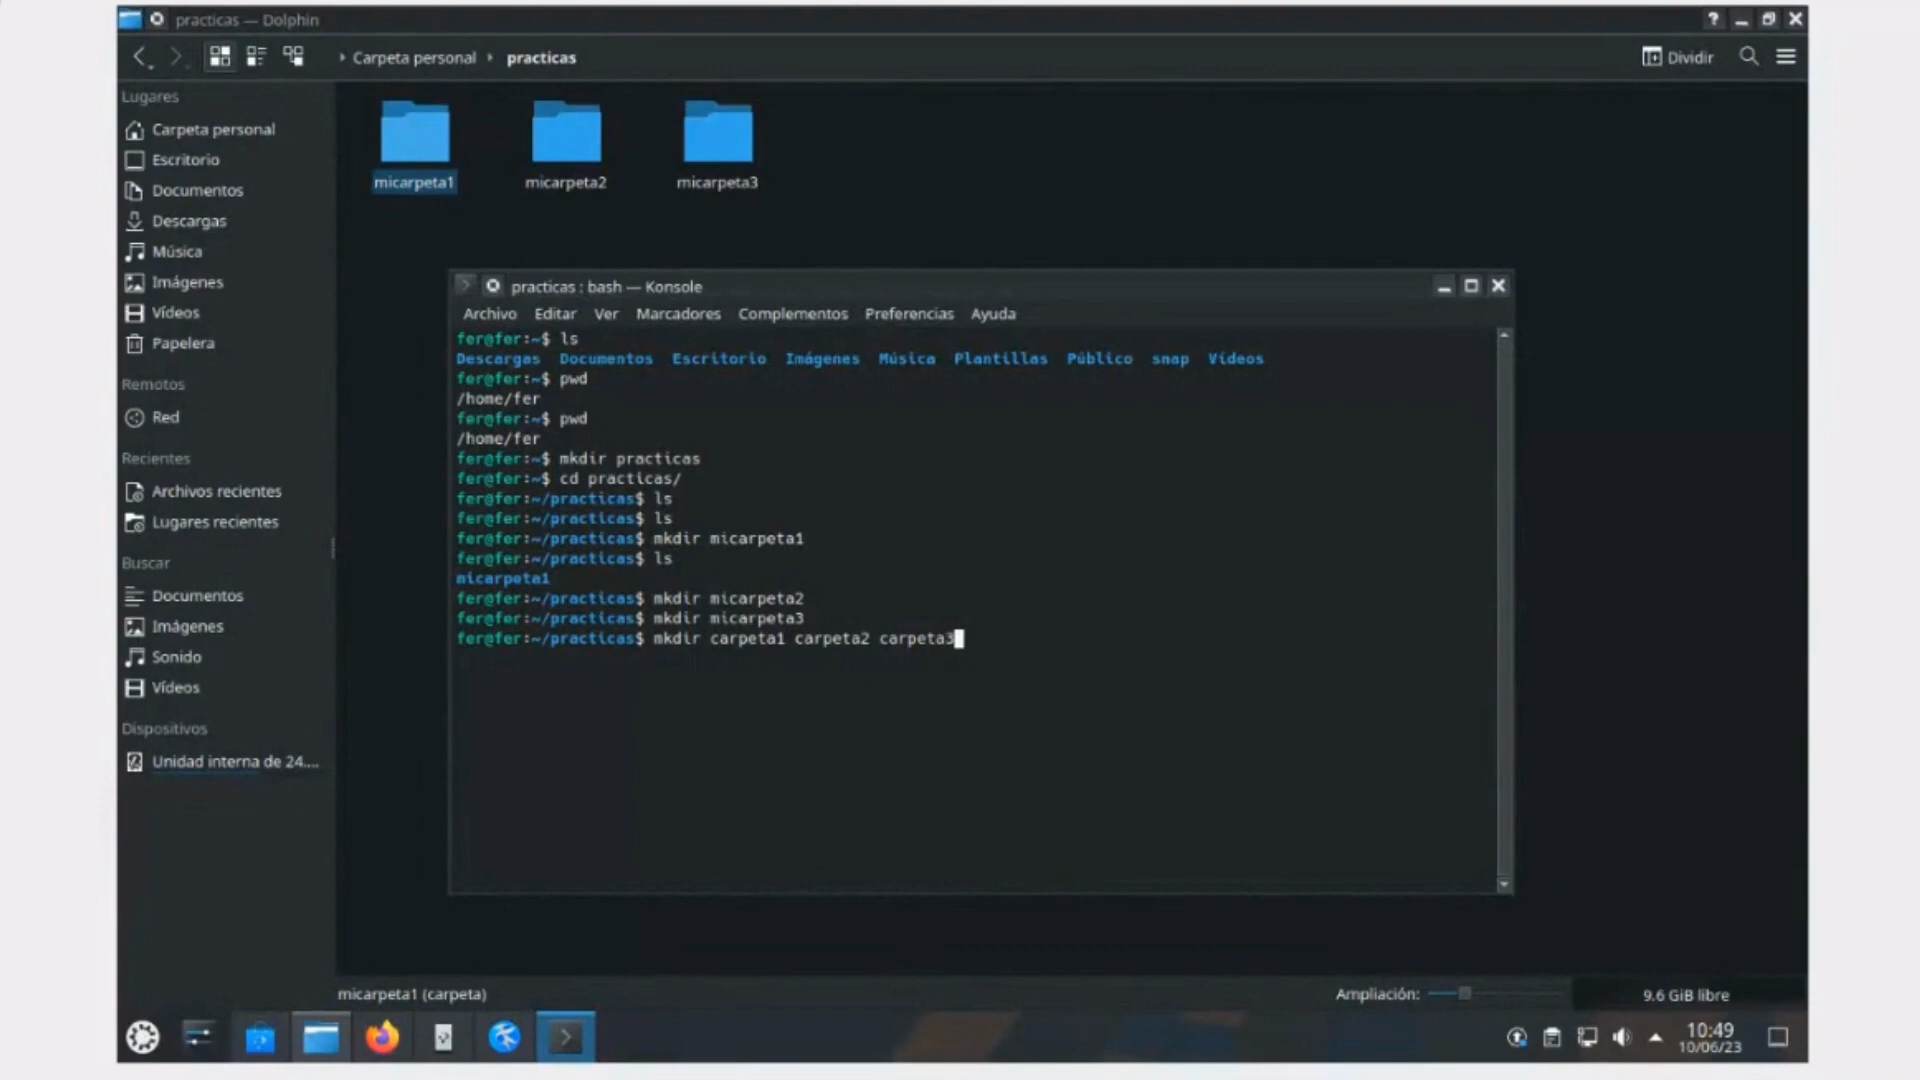 practicas — Dolphin
Carpeta personal
practicas
Dividir
Lugares
Carpeta personal
Escritorio
Documentos
Descargas
Música
Imágenes
Vídeos
Papelera
Remotos
Red
Recientes
Archivos recientes
Lugares recientes
Buscar
Documentos
Imágenes
Sonido
Vídeos
Dispositivos
Unidad interna de 24....
micarpeta1
micarpeta2
micarpeta3
practicas : bash — Konsole
Archivo Editar Ver Marcadores Complementos Preferencias Ayuda
fer@fer:~$ ls
Descargas Documentos Escritorio Imágenes Música Plantillas Público snap Vídeos
fer@fer:~$ pwd
/home/fer
fer@fer:~$ pwd
/home/fer
fer@fer:~$ mkdir practicas
fer@fer:~$ cd practicas/
fer@fer:~/practicas$ ls
fer@fer:~/practicas$ ls
fer@fer:~/practicas$ mkdir micarpeta1
fer@fer:~/practicas$ ls
micarpeta1
fer@fer:~/practicas$ mkdir micarpeta2
fer@fer:~/practicas$ mkdir micarpeta3
fer@fer:~/practicas$ mkdir carpeta1 carpeta2 carpeta3
micarpeta1 (carpeta)
Ampliación:
9.6 GiB libre
10:49
10/06/23